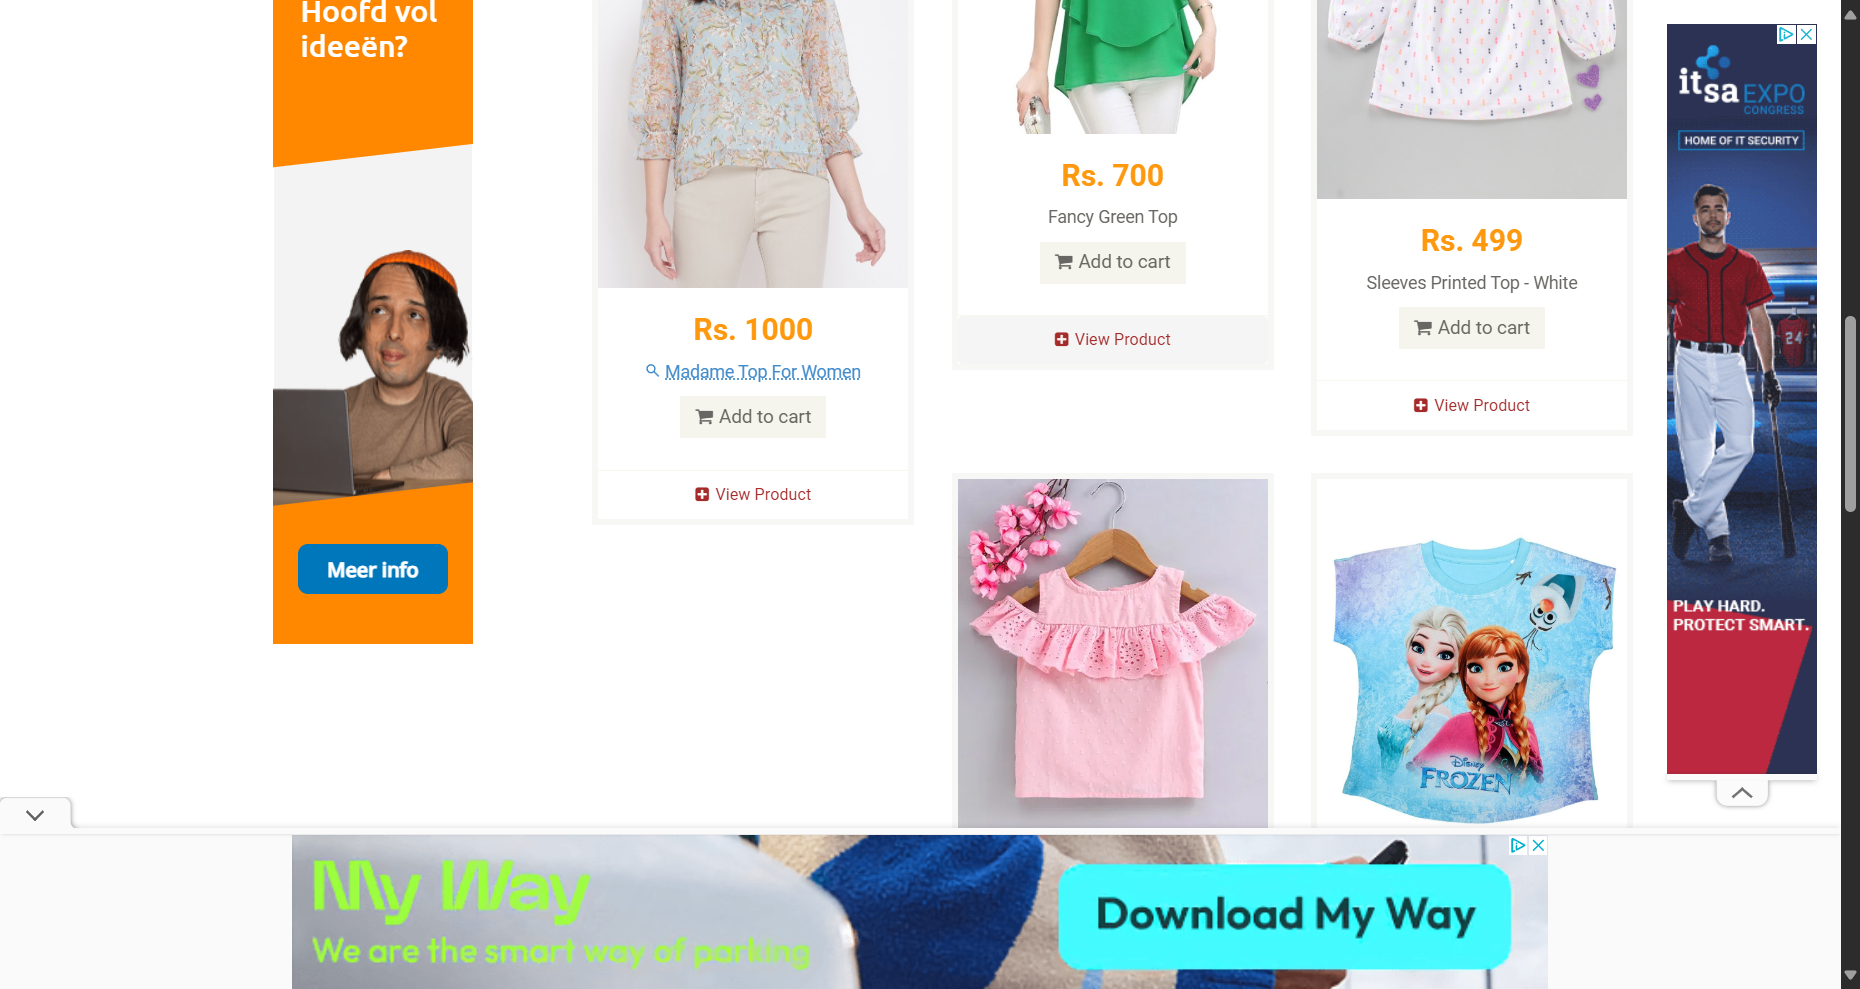 Hoofd vol
ideeën?
Meer info
Rs. 1000
Madame Top For Women
Add to cart
View Product
Rs. 700
Fancy Green Top
Add to cart
View Product
Rs. 499
Sleeves Printed Top - White
Add to cart
View Product
Disney
FROZEN
itsa EXPO
CONGRESS
HOME OF IT SECURITY
24
PLAY HARD.
PROTECT SMART.
My Way
We are the smart way of parking
Download My Way